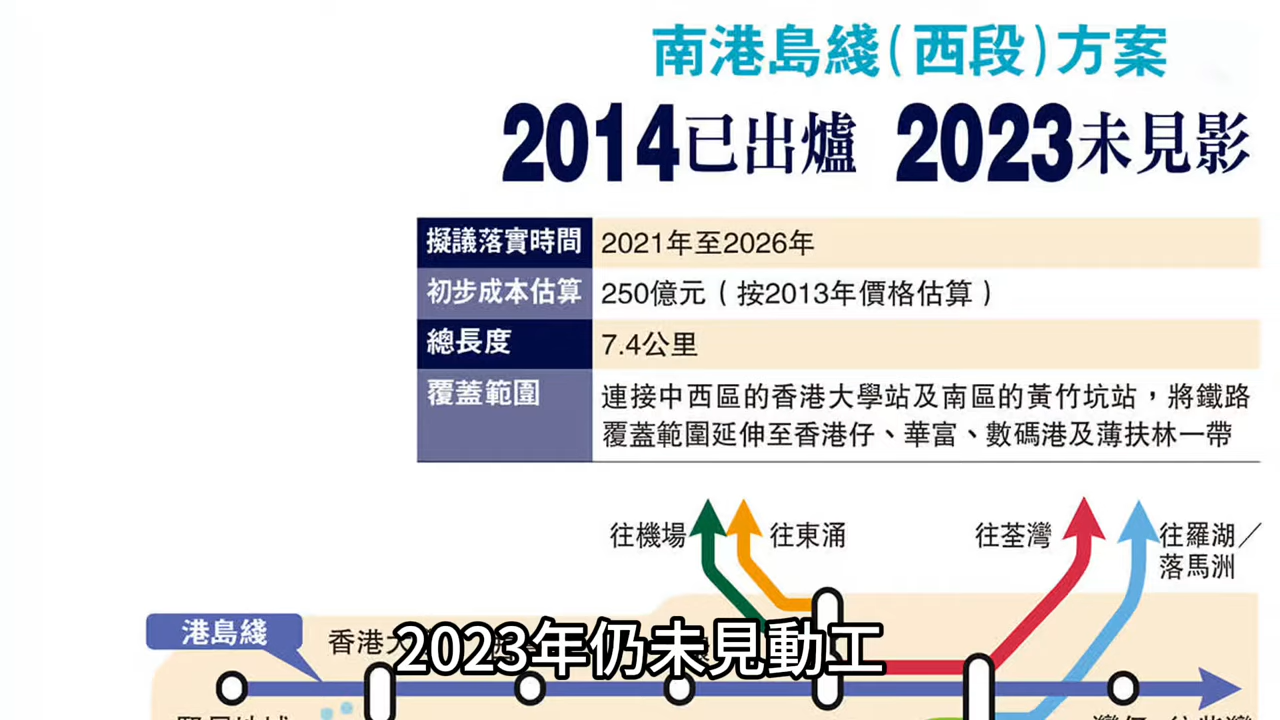 南港島綫(西段)方案
2014已出爐 2023未見影
擬議落實時間 2021年至2026年
初步成本估算 250億元(按2013年價格估算)
總長度 7.4公里
覆蓋範圍 連接中西區的香港大學站及南區的黃竹坑站，將鐵路
覆蓋範圍延伸至香港仔、華富、數碼港及薄扶林一帶
往機場 往東涌 往荃灣 往羅湖／
落馬洲
港島綫
香港大
2023年仍未見動工